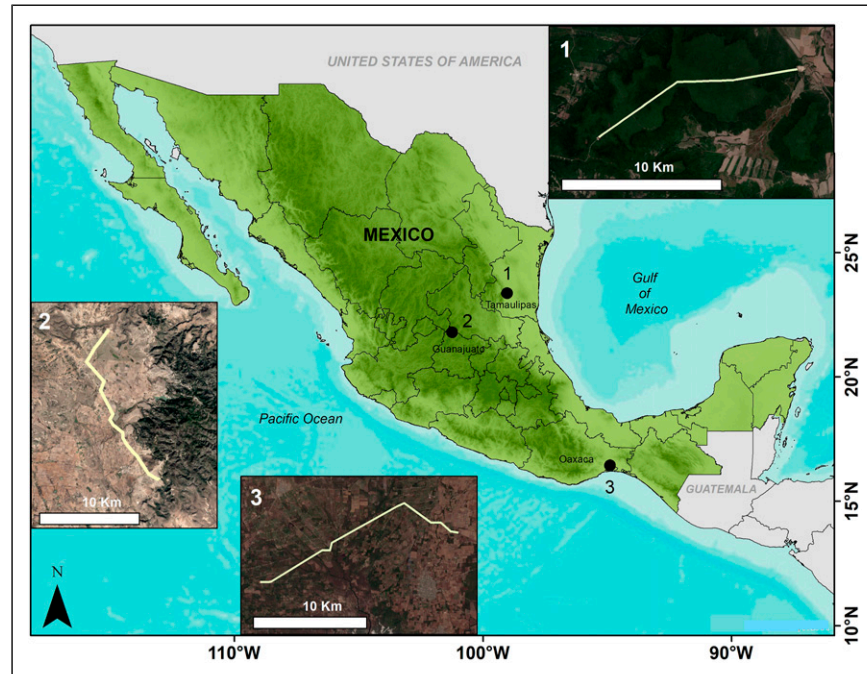 UNITED STATES OF AMERICA
1
10 Km
MEXICO
25°N
1
Tamaulipas
Gulf
of
Mexico
2
2
Guanajuato
20°N
Pacific Ocean
10 Km
Oaxaca
3
GUATEMALA
15°N
3
10 Km
N
10°N
110°W
100°W
90°W